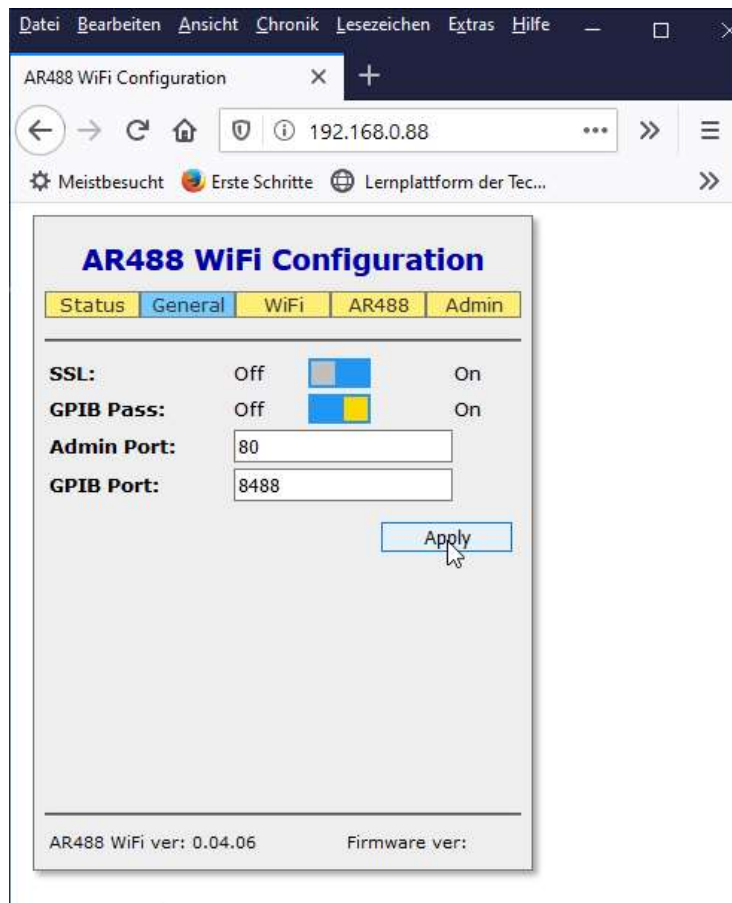 Datei Bearbeiten Ansicht Chronik Lesezeichen Extras Hilfe
AR488 WiFi Configuration
192.168.0.88
Meistbesucht Erste Schritte Lernplattform der Tec...
AR488 WiFi Configuration
Status General WiFi AR488 Admin
SSL: Off On
GPIB Pass: Off On
Admin Port: 80
GPIB Port: 8488
Apply
AR488 WiFi ver: 0.04.06 Firmware ver: